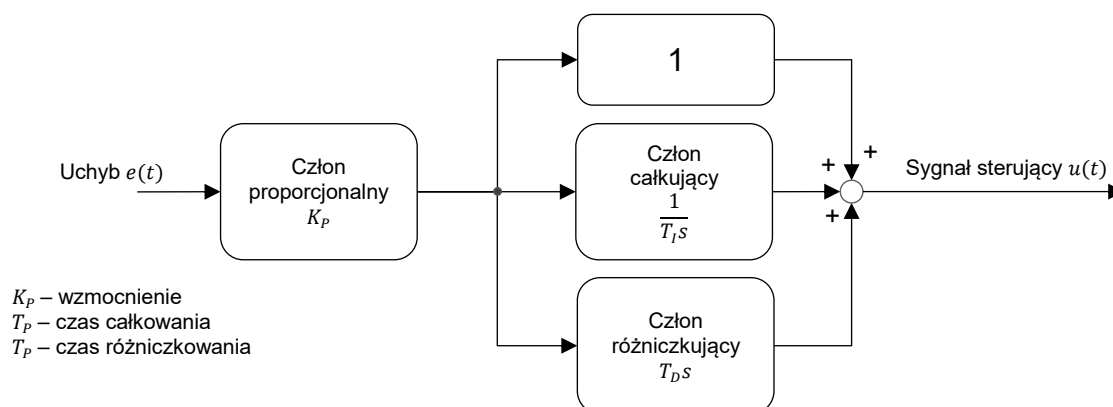 1
Uchyb e(t)
Człon
proporcjonalny
K_P
Człon
całkujący
1
T_I s
+
+
+
Sygnał sterujący u(t)
K_P – wzmocnienie
T_P – czas całkowania
T_P – czas różniczkowania
Człon
różniczkujący
T_D s